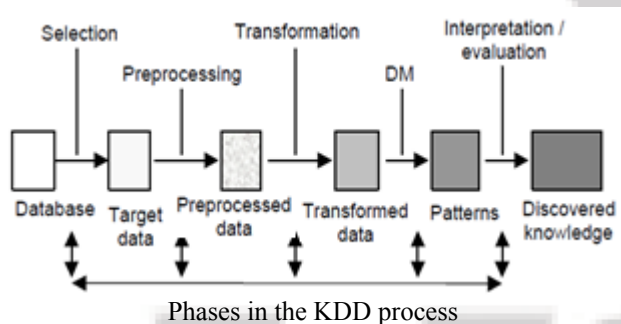 Selection
Transformation
Interpretation /
evaluation
Preprocessing
DM
Database
Target
data
Preprocessed
data
Transformed
data
Patterns
Discovered
knowledge
Phases in the KDD process